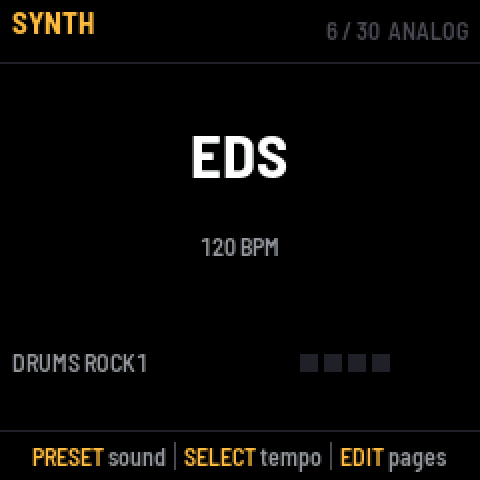 SYNTH
6 / 30 ANALOG
EDS
120 BPM
DRUMS ROCK 1
PRESET sound | SELECT tempo | EDIT pages